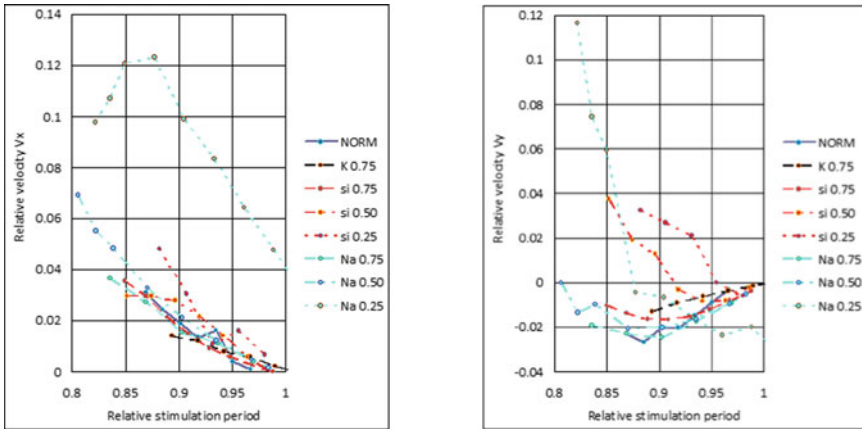 0.14
0.12
0.1
0.08
0.06
0.04
0.02
0
0.8 0.85 0.9 0.95 1
Relative velocity Vx
Relative stimulation period
NORM
K 0.75
si 0.75
si 0.50
si 0.25
Na 0.75
Na 0.50
Na 0.25
0.12
0.1
0.08
0.06
0.04
0.02
0
-0.02
-0.04
0.8 0.85 0.9 0.95 1
Relative velocity Vy
Relative stimulation period
NORM
K 0.75
si 0.75
si 0.50
si 0.25
Na 0.75
Na 0.50
Na 0.25